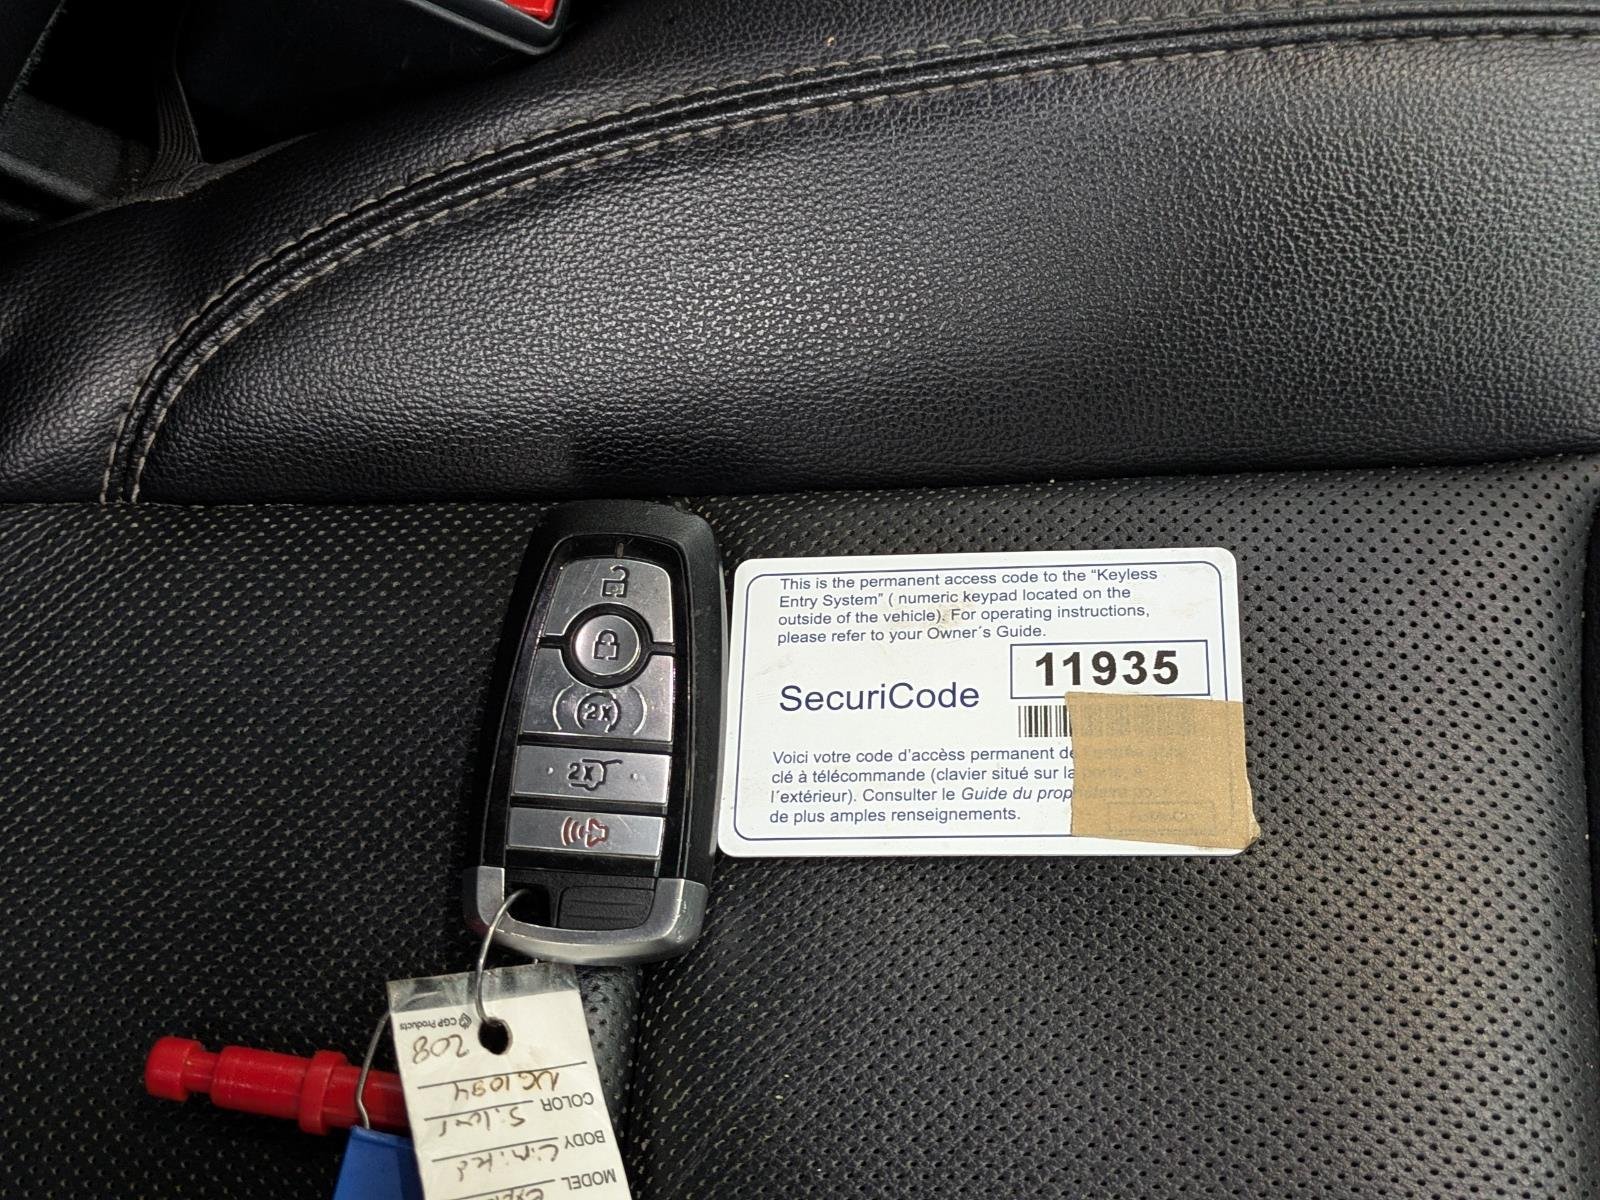 This is the permanent access code to the “Keyless
Entry System” ( numeric keypad located on the
outside of the vehicle). For operating instructions,
please refer to your Owner´s Guide.
11935
SecuriCode
Voici votre code d’accèss permanent de
clé à télécommande (clavier situé sur la
l´extérieur). Consulter le Guide du prop
de plus amples renseignements.
2x
2x
CGP Products
208
NG1094
COLOR Silver
BODY Limited
MODEL